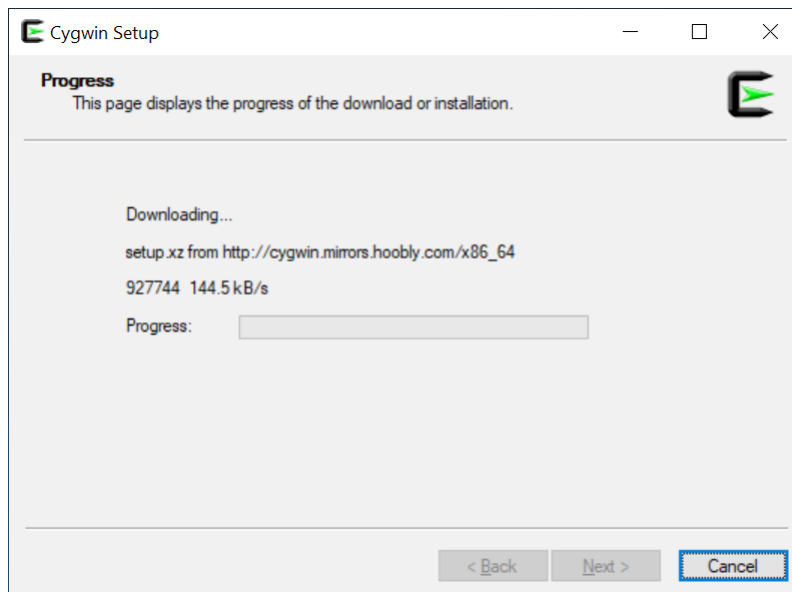 Cygwin Setup
Progress
This page displays the progress of the download or installation.
Downloading...
setup.xz from http://cygwin.mirrors.hoobly.com/x86_64
927744 144.5 kB/s
Progress:
< Back Next > Cancel